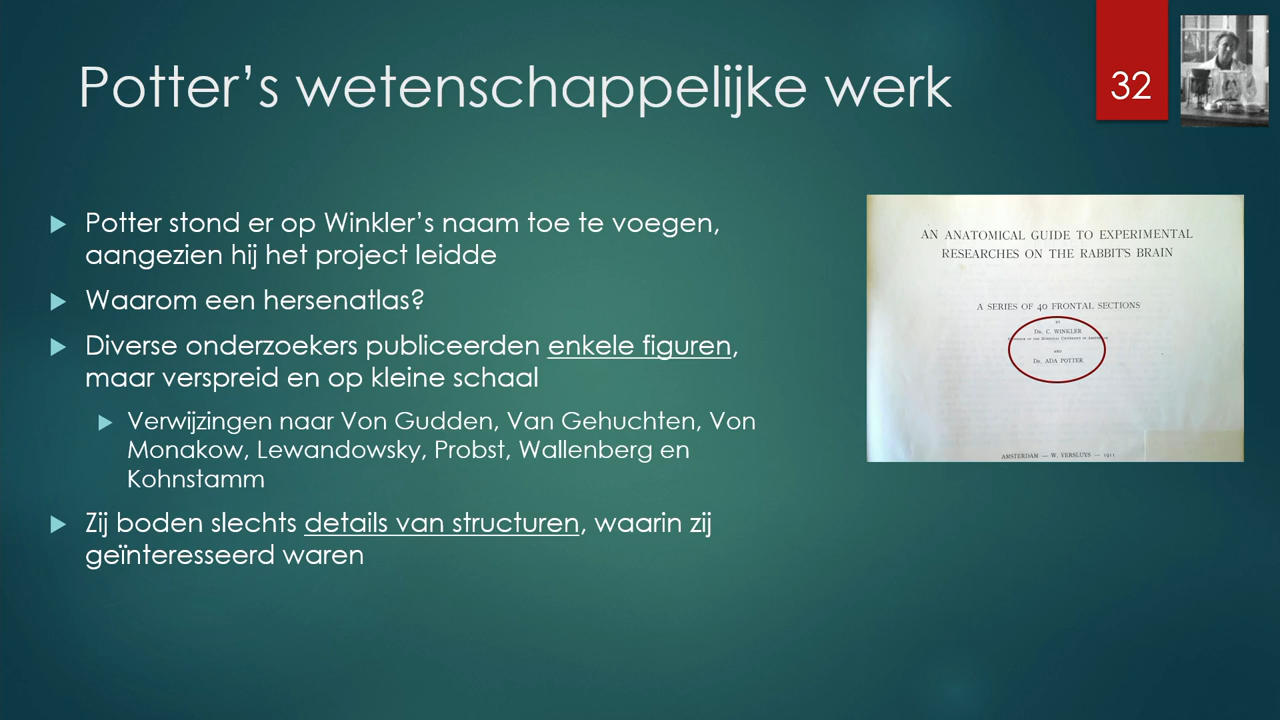 Potter’s wetenschappelijke werk
32
Potter stond er op Winkler’s naam toe te voegen,
aangezien hij het project leidde
Waarom een hersenatlas?
Diverse onderzoekers publiceerden enkele figuren,
maar verspreid en op kleine schaal
Verwijzingen naar Von Gudden, Van Gehuchten, Von
Monakow, Lewandowsky, Probst, Wallenberg en
Kohnstamm
Zij boden slechts details van structuren, waarin zij
geïnteresseerd waren
AN ANATOMICAL GUIDE TO EXPERIMENTAL
RESEARCHES ON THE RABBIT'S BRAIN
A SERIES OF 40 FRONTAL SECTIONS
BY
DR. C. WINKLER
AND
DR. ADA POTTER
AMSTERDAM — W. VERSLUYS — 1911